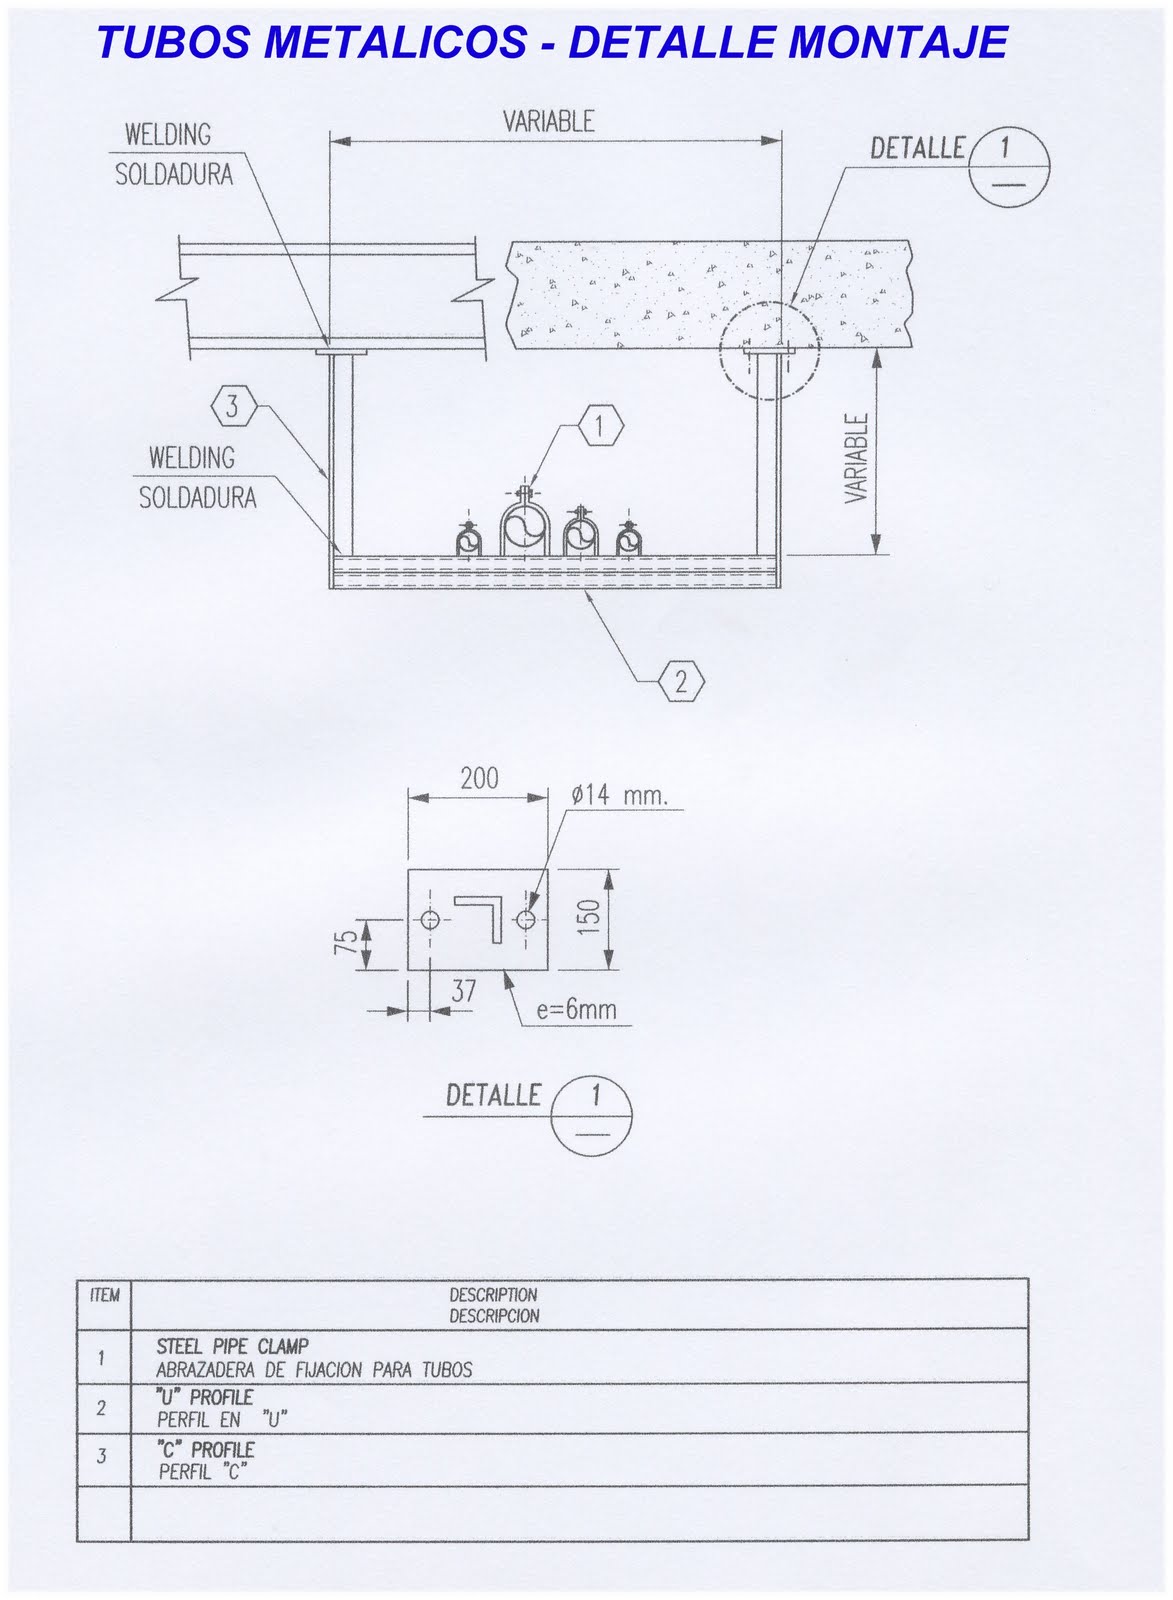 TUBOS METALICOS - DETALLE MONTAJE
VARIABLE
WELDING
SOLDADURA
DETALLE 1
3
1
WELDING
SOLDADURA
VARIABLE
2
200
ø14 mm.
150
75
37
e=6mm
DETALLE 1
ITEM DESCRIPTION
DESCRIPCION
1 STEEL PIPE CLAMP
ABRAZADERA DE FIJACION PARA TUBOS
2 "U" PROFILE
PERFIL EN "U"
3 "C" PROFILE
PERFIL "C"